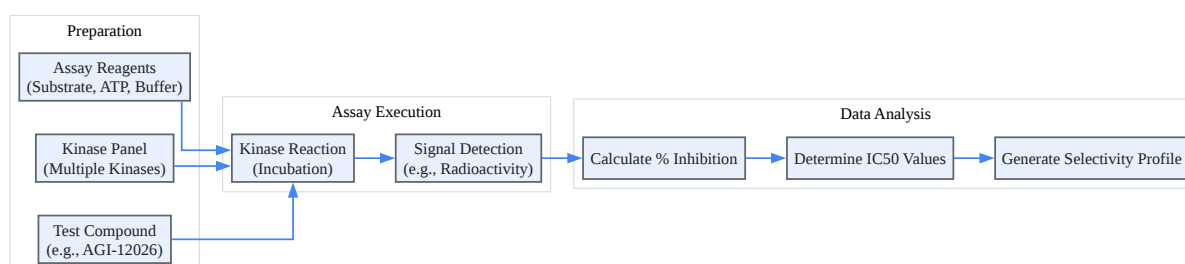 Preparation
Assay Reagents
(Substrate, ATP, Buffer)
Kinase Panel
(Multiple Kinases)
Test Compound
(e.g., AGI-12026)
Assay Execution
Kinase Reaction
(Incubation)
Signal Detection
(e.g., Radioactivity)
Data Analysis
Calculate % Inhibition
Determine IC50 Values
Generate Selectivity Profile